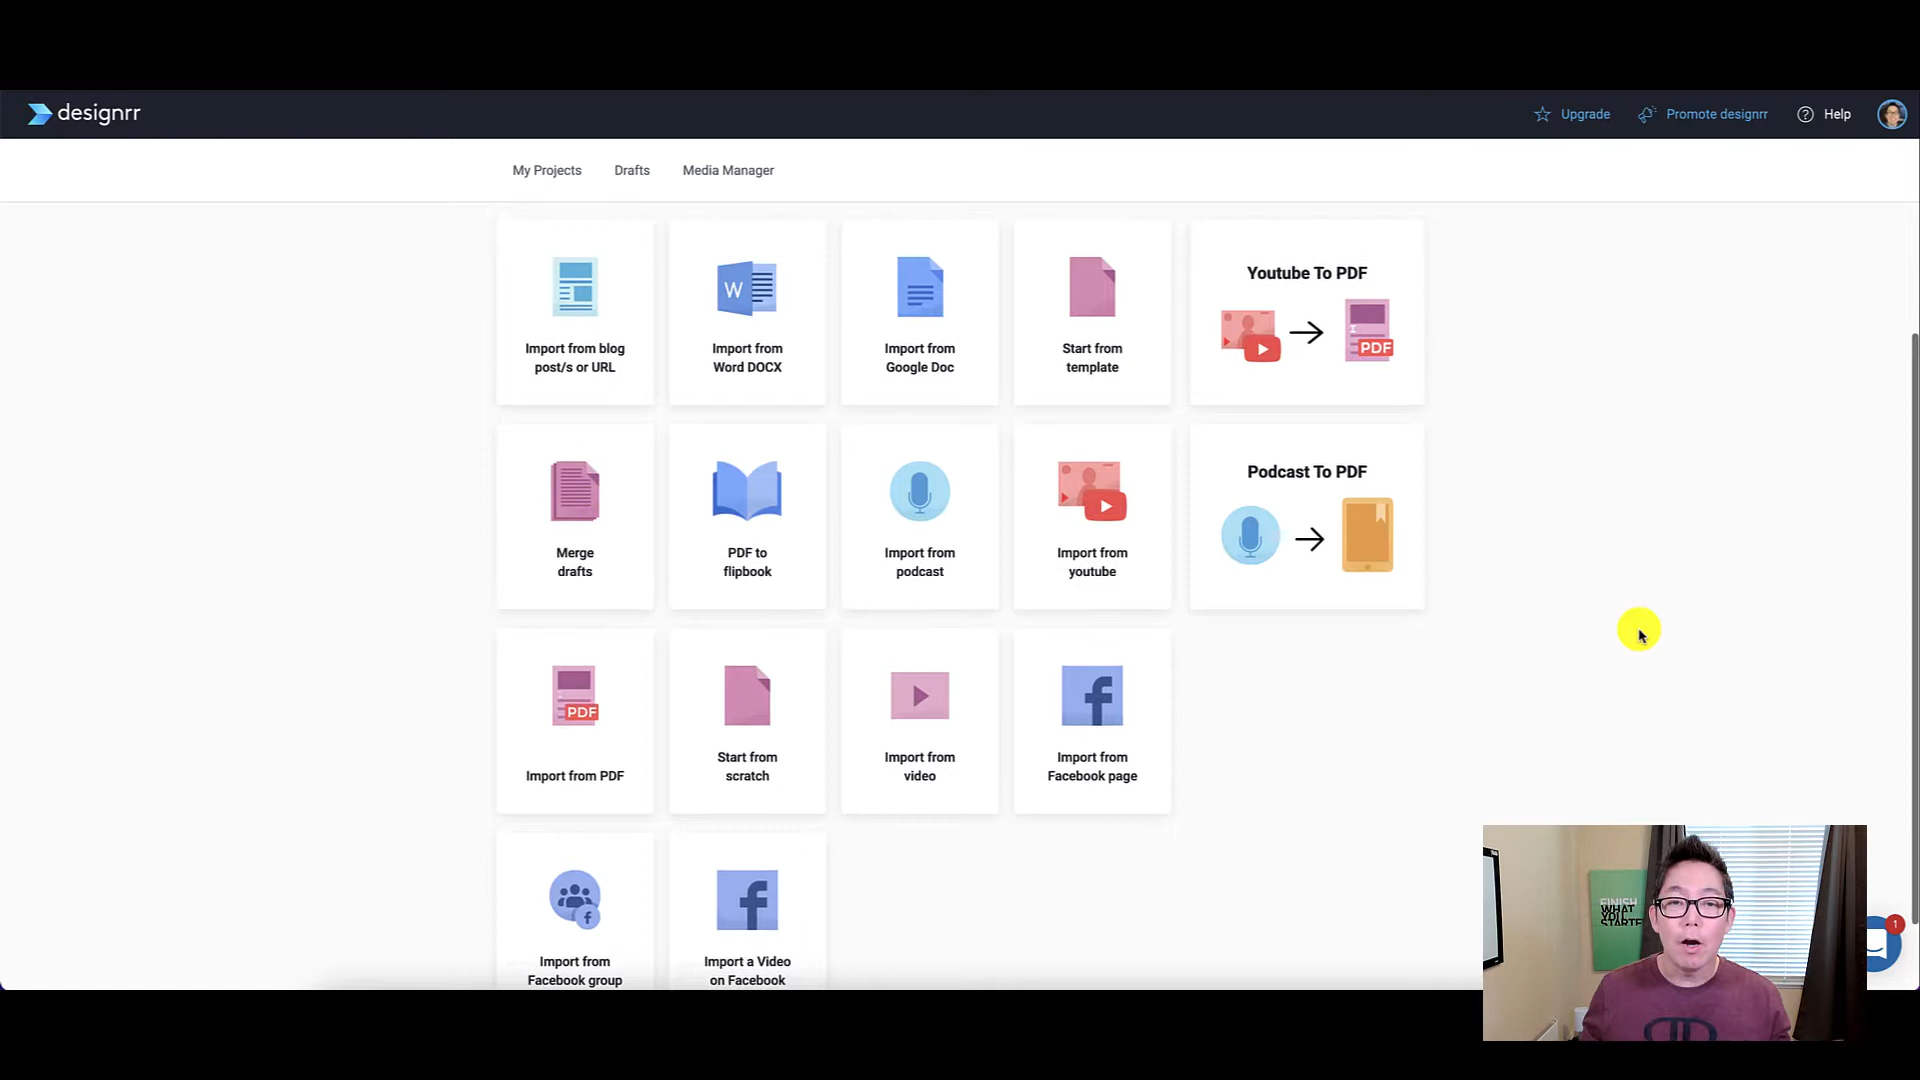 designrr
Upgrade
Promote designrr
Help
My Projects
Drafts
Media Manager
Import from blog
post/s or URL
W
Import from
Word DOCX
Import from
Google Doc
Start from
template
Youtube To PDF
PDF
Merge
drafts
PDF to
flipbook
Import from
podcast
Import from
youtube
Podcast To PDF
PDF
Import from PDF
Start from
scratch
Import from
video
f
Import from
Facebook page
f
Import from
Facebook group
f
Import a Video
on Facebook
FINISH
WHAT
YOU
1